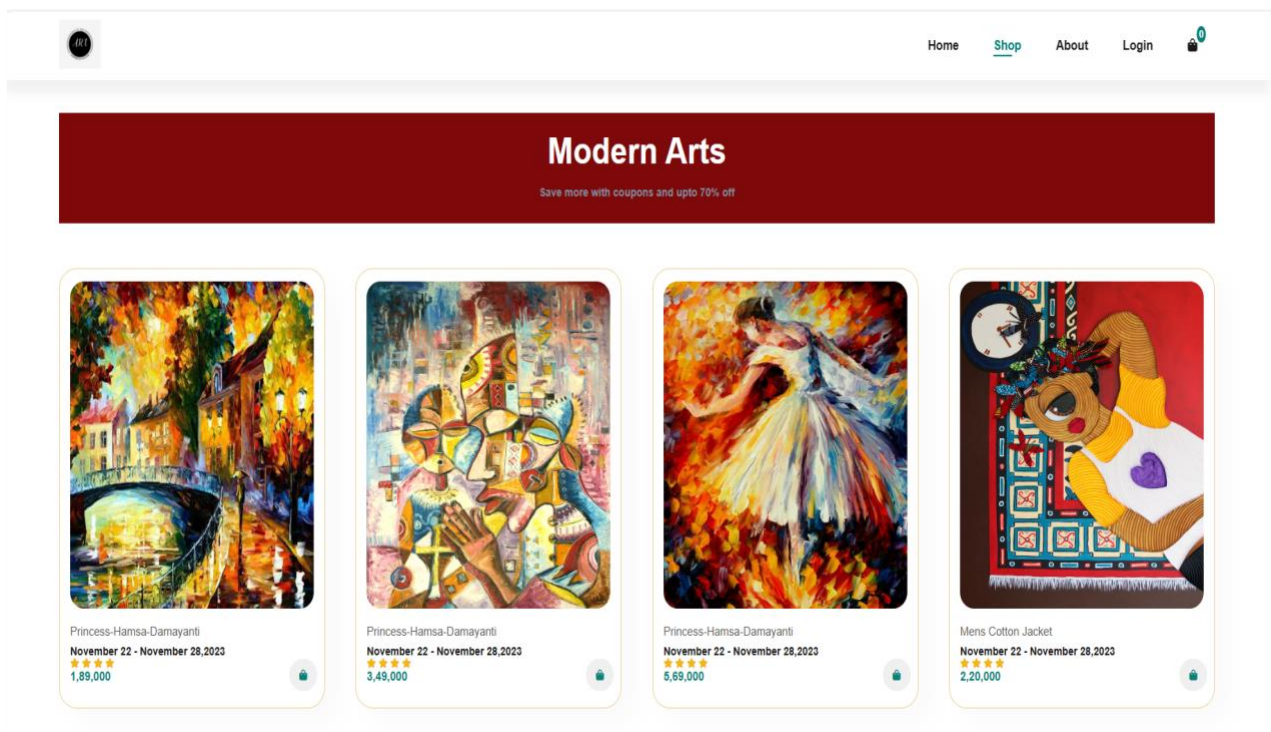 ART
Home Shop About Login 0
Modern Arts
Save more with coupons and upto 70% off
Princess-Hamsa-Damayanti
November 22 - November 28,2023
1,89,000
Princess-Hamsa-Damayanti
November 22 - November 28,2023
3,49,000
Princess-Hamsa-Damayanti
November 22 - November 28,2023
5,69,000
Mens Cotton Jacket
November 22 - November 28,2023
2,20,000